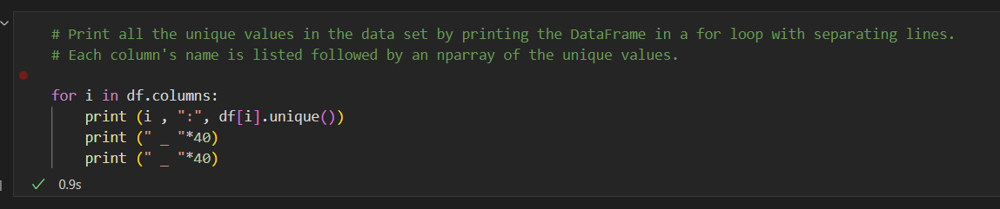 # Print all the unique values in the data set by printing the DataFrame in a for loop with separating lines.
# Each column's name is listed followed by an nparray of the unique values.
for i in df.columns:
    print (i , ":", df[i].unique())
    print (" _ "*40)
    print (" _ "*40)
0.9s